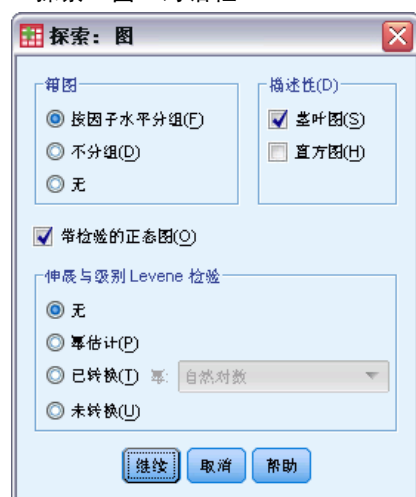 探索：图
箱图
按因子水平分组(F)
不分组(D)
无
描述性(D)
茎叶图(S)
直方图(H)
带检验的正态图(O)
伸展与级别 Levene 检验
无
幂估计(P)
已转换(T) 幂: 自然对数
未转换(U)
继续 取消 帮助